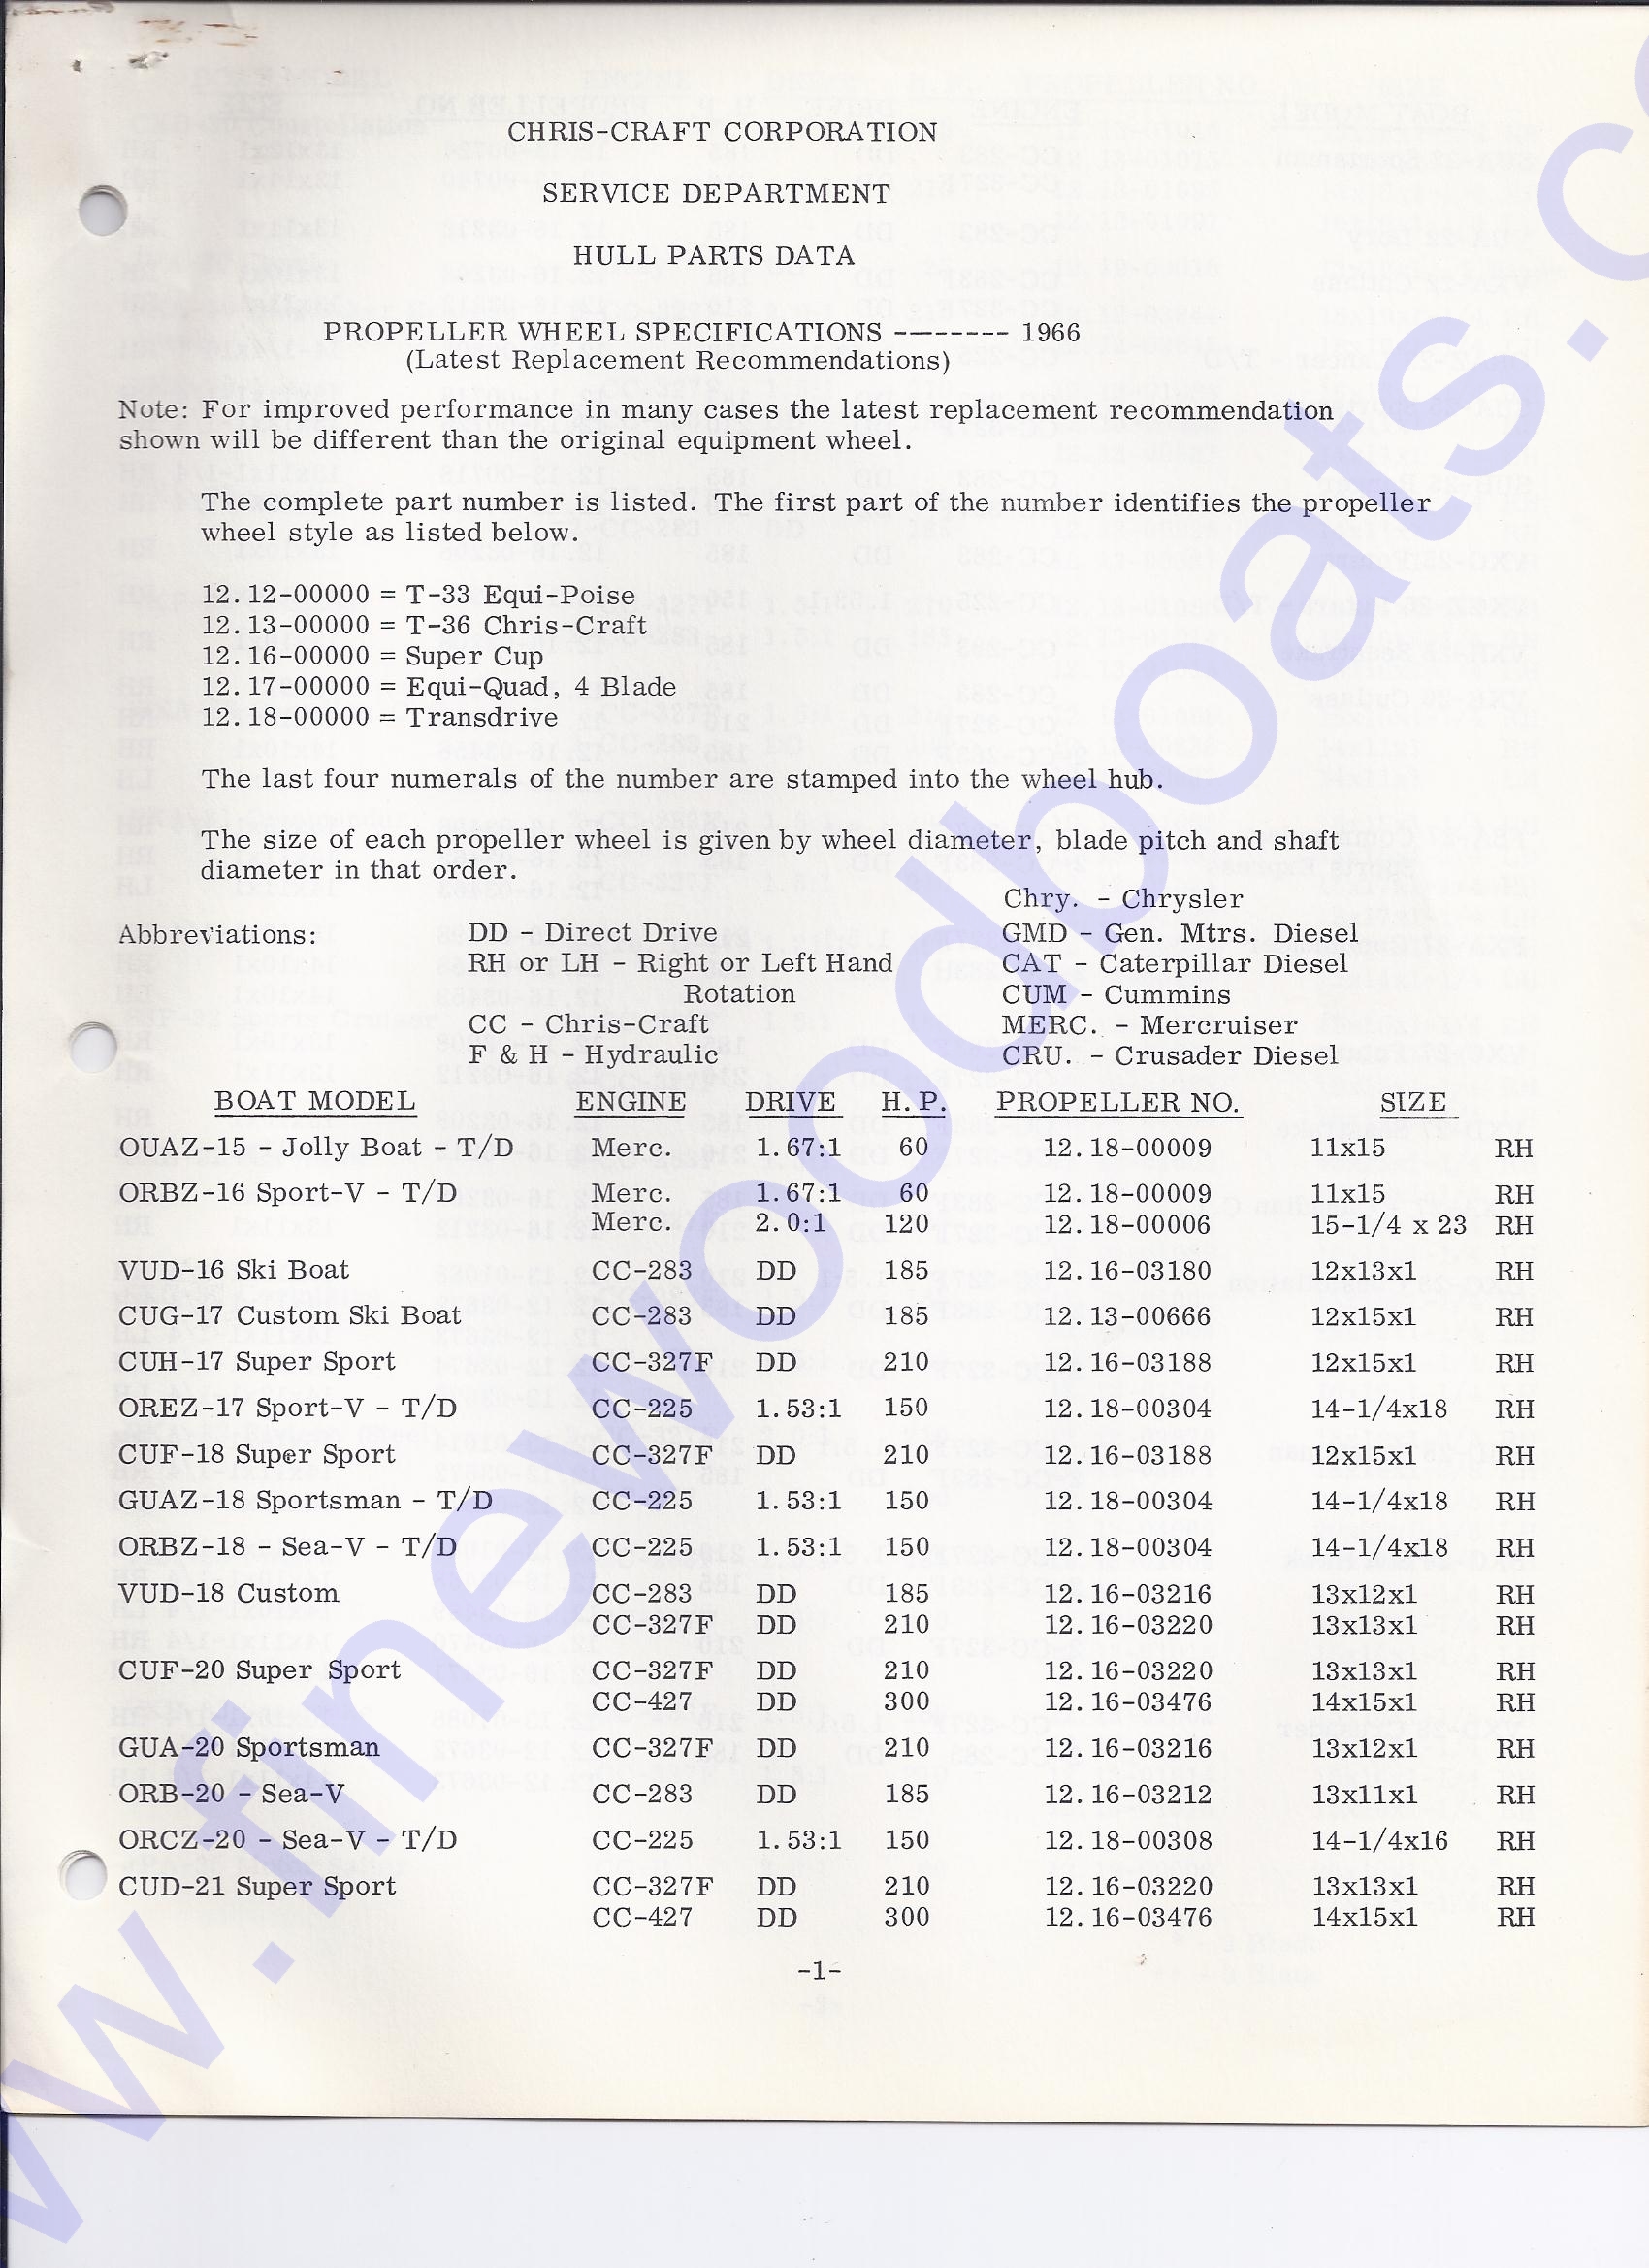 CHRIS-CRAFT CORPORATION
SERVICE DEPARTMENT
HULL PARTS DATA
PROPELLER WHEEL SPECIFICATIONS -------- 1966
(Latest Replacement Recommendations)
Note: For improved performance in many cases the latest replacement recommendation
shown will be different than the original equipment wheel.
The complete part number is listed. The first part of the number identifies the propeller
wheel style as listed below.
12.12-00000 = T-33 Equi-Poise
12.13-00000 = T-36 Chris-Craft
12.16-00000 = Super Cup
12.17-00000 = Equi-Quad, 4 Blade
12.18-00000 = Transdrive
The last four numerals of the number are stamped into the wheel hub.
The size of each propeller wheel is given by wheel diameter, blade pitch and shaft
diameter in that order.
Chry. - Chrysler
Abbreviations: DD - Direct Drive GMD - Gen. Mtrs. Diesel
RH or LH - Right or Left Hand CAT - Caterpillar Diesel
Rotation CUM - Cummins
CC - Chris-Craft MERC. - Mercruiser
F & H - Hydraulic CRU. - Crusader Diesel
BOAT MODEL ENGINE DRIVE H.P. PROPELLER NO. SIZE
OUAZ-15 - Jolly Boat - T/D Merc. 1.67:1 60 12.18-00009 11x15 RH
ORBZ-16 Sport-V - T/D Merc. 1.67:1 60 12.18-00009 11x15 RH
Merc. 2.0:1 120 12.18-00006 15-1/4 x 23 RH
VUD-16 Ski Boat CC-283 DD 185 12.16-03180 12x13x1 RH
CUG-17 Custom Ski Boat CC-283 DD 185 12.13-00666 12x15x1 RH
CUH-17 Super Sport CC-327F DD 210 12.16-03188 12x15x1 RH
OREZ-17 Sport-V - T/D CC-225 1.53:1 150 12.18-00304 14-1/4x18 RH
CUF-18 Super Sport CC-327F DD 210 12.16-03188 12x15x1 RH
GUAZ-18 Sportsman - T/D CC-225 1.53:1 150 12.18-00304 14-1/4x18 RH
ORBZ-18 - Sea-V - T/D CC-225 1.53:1 150 12.18-00304 14-1/4x18 RH
VUD-18 Custom CC-283 DD 185 12.16-03216 13x12x1 RH
CC-327F DD 210 12.16-03220 13x13x1 RH
CUF-20 Super Sport CC-327F DD 210 12.16-03220 13x13x1 RH
CC-427 DD 300 12.16-03476 14x15x1 RH
GUA-20 Sportsman CC-327F DD 210 12.16-03216 13x12x1 RH
ORB-20 - Sea-V CC-283 DD 185 12.16-03212 13x11x1 RH
ORCZ-20 - Sea-V - T/D CC-225 1.53:1 150 12.18-00308 14-1/4x16 RH
CUD-21 Super Sport CC-327F DD 210 12.16-03220 13x13x1 RH
CC-427 DD 300 12.16-03476 14x15x1 RH
-1-
w.finewoodboats.co